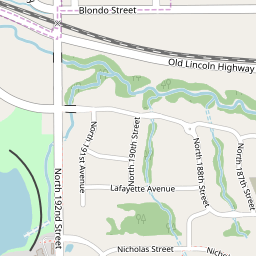 Blondo Street
Old Lincoln Highway
North 191st Avenue
North 190th Street
North 188th Street
North 187th Street
North 192nd Street
Lafayette Avenue
Nicholas Street